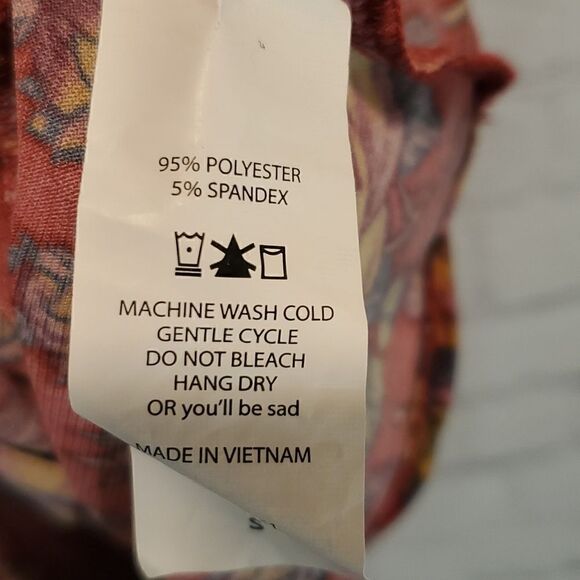 95% POLYESTER
5% SPANDEX
MACHINE WASH COLD
GENTLE CYCLE
DO NOT BLEACH
HANG DRY
OR you'll be sad
MADE IN VIETNAM